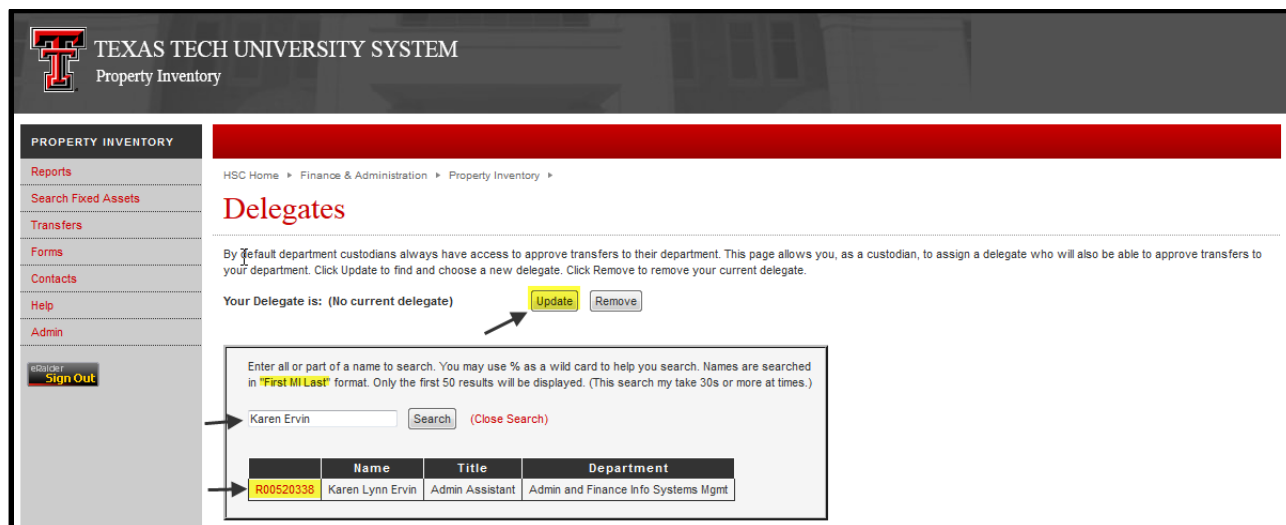 TEXAS TECH UNIVERSITY SYSTEM
Property Inventory
PROPERTY INVENTORY
Reports
Search Fixed Assets
Transfers
Forms
Contacts
Help
Admin
eRaider
Sign Out
HSC Home ▸ Finance & Administration ▸ Property Inventory ▸
Delegates
By default department custodians always have access to approve transfers to their department. This page allows you, as a custodian, to assign a delegate who will also be able to approve transfers to
your department. Click Update to find and choose a new delegate. Click Remove to remove your current delegate.
Your Delegate is: (No current delegate) Update Remove
Enter all or part of a name to search. You may use % as a wild card to help you search. Names are searched
in "First MI Last" format. Only the first 50 results will be displayed. (This search my take 30s or more at times.)
Karen Ervin Search (Close Search)
Name Title Department
R00520338 Karen Lynn Ervin Admin Assistant Admin and Finance Info Systems Mgmt